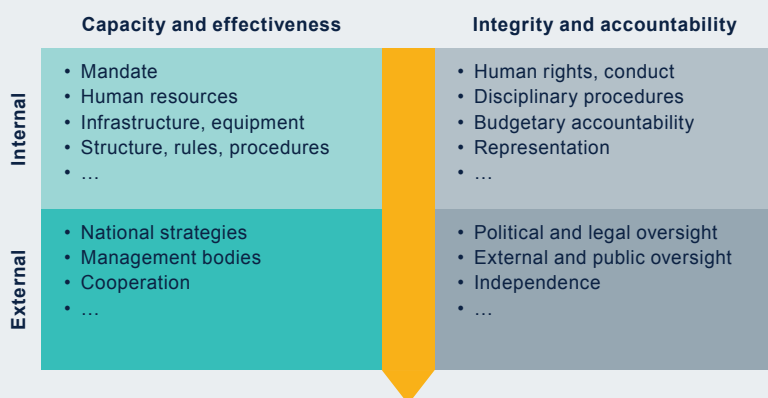 Capacity and effectiveness
Integrity and accountability
Internal
• Mandate
• Human resources
• Infrastructure, equipment
• Structure, rules, procedures
• …
• Human rights, conduct
• Disciplinary procedures
• Budgetary accountability
• Representation
• …
External
• National strategies
• Management bodies
• Cooperation
• …
• Political and legal oversight
• External and public oversight
• Independence
• …